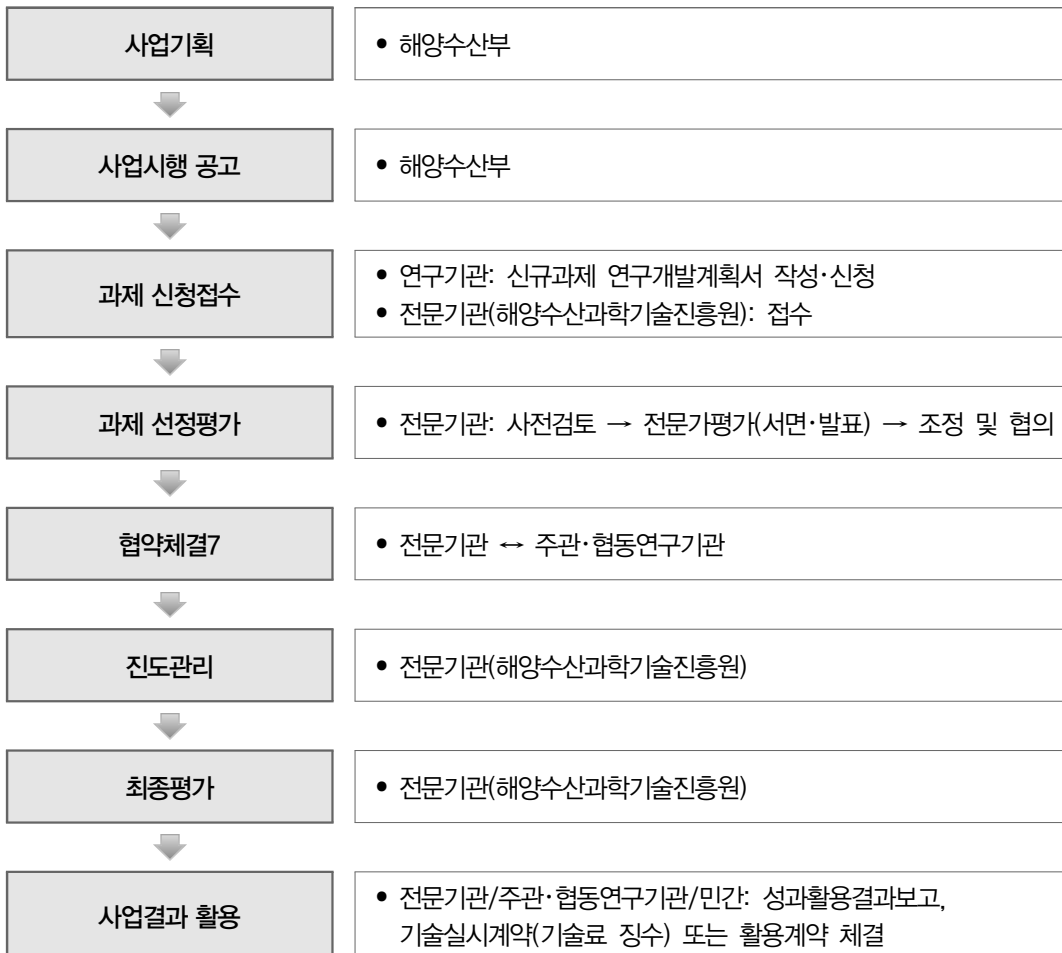 사업기획
• 해양수산부
사업시행 공고
• 해양수산부
과제 신청접수
• 연구기관: 신규과제 연구개발계획서 작성·신청
• 전문기관(해양수산과학기술진흥원): 접수
과제 선정평가
• 전문기관: 사전검토 → 전문가평가(서면·발표) → 조정 및 협의
협약체결7
• 전문기관 ↔ 주관·협동연구기관
진도관리
• 전문기관(해양수산과학기술진흥원)
최종평가
• 전문기관(해양수산과학기술진흥원)
사업결과 활용
• 전문기관/주관·협동연구기관/민간: 성과활용결과보고,
기술실시계약(기술료 징수) 또는 활용계약 체결